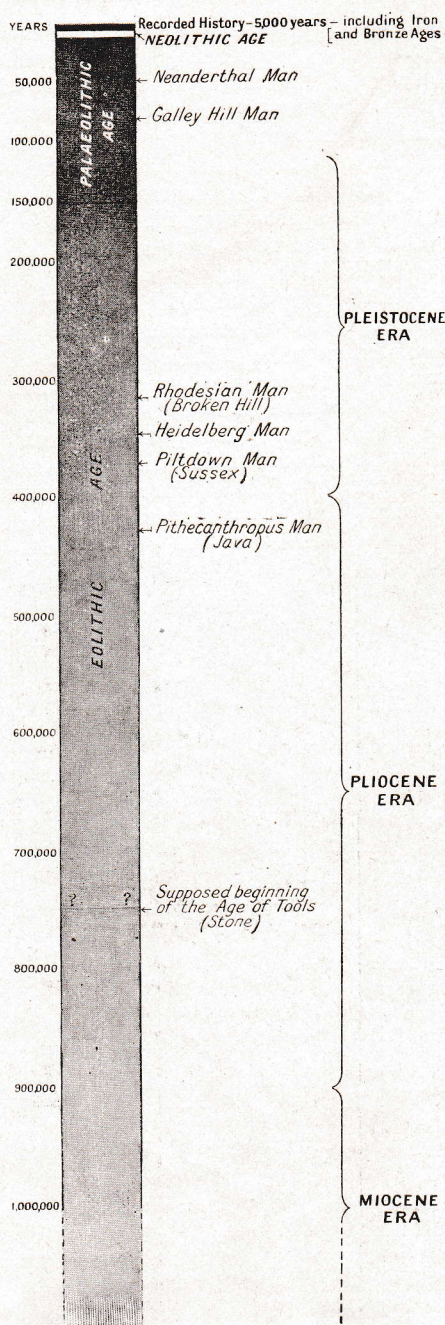 YEARS
Recorded History-5,000 years - including Iron
[and Bronze Ages
NEOLITHIC AGE
50,000
Neanderthal Man
PALAEOLITHIC
AGE
Galley Hill Man
100,000
150,000
200,000
PLEISTOCENE
ERA
300,000
Rhodesian Man
(Broken Hill)
Heidelberg Man
Piltdown Man
(Sussex)
400,000
Pithecanthropus Man
(Java)
EOLITHIC
AGE
500,000
600,000
700,000
PLIOCENE
ERA
? ?
Supposed beginning
of the Age of Tools
(Stone)
800,000
900,000
1,000,000
MIOCENE
ERA